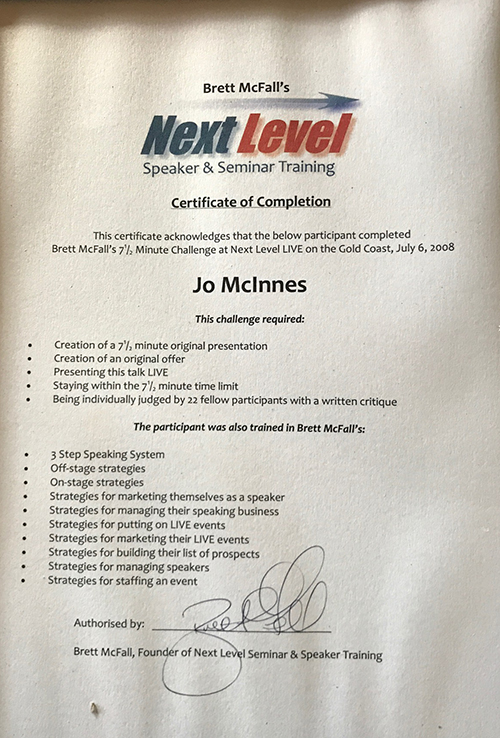 Brett McFall's
Next Level
Speaker & Seminar Training
Certificate of Completion
This certificate acknowledges that the below participant completed
Brett McFall's 7½ Minute Challenge at Next Level LIVE on the Gold Coast, July 6, 2008
Jo McInnes
This challenge required:
• Creation of a 7½ minute original presentation
• Creation of an original offer
• Presenting this talk LIVE
• Staying within the 7½ minute time limit
• Being individually judged by 22 fellow participants with a written critique
The participant was also trained in Brett McFall's:
• 3 Step Speaking System
• Off-stage strategies
• On-stage strategies
• Strategies for marketing themselves as a speaker
• Strategies for managing their speaking business
• Strategies for putting on LIVE events
• Strategies for marketing their LIVE events
• Strategies for building their list of prospects
• Strategies for managing speakers
• Strategies for staffing an event
Authorised by:
Brett McFall, Founder of Next Level Seminar & Speaker Training